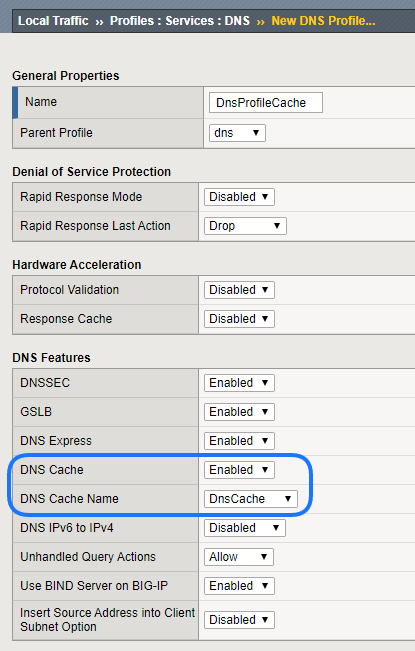 Local Traffic ›› Profiles : Services : DNS ›› New DNS Profile...
General Properties
Name DnsProfileCache
Parent Profile dns
Denial of Service Protection
Rapid Response Mode Disabled
Rapid Response Last Action Drop
Hardware Acceleration
Protocol Validation Disabled
Response Cache Disabled
DNS Features
DNSSEC Enabled
GSLB Enabled
DNS Express Enabled
DNS Cache Enabled
DNS Cache Name DnsCache
DNS IPv6 to IPv4 Disabled
Unhandled Query Actions Allow
Use BIND Server on BIG-IP Enabled
Insert Source Address into Client
Subnet Option Disabled